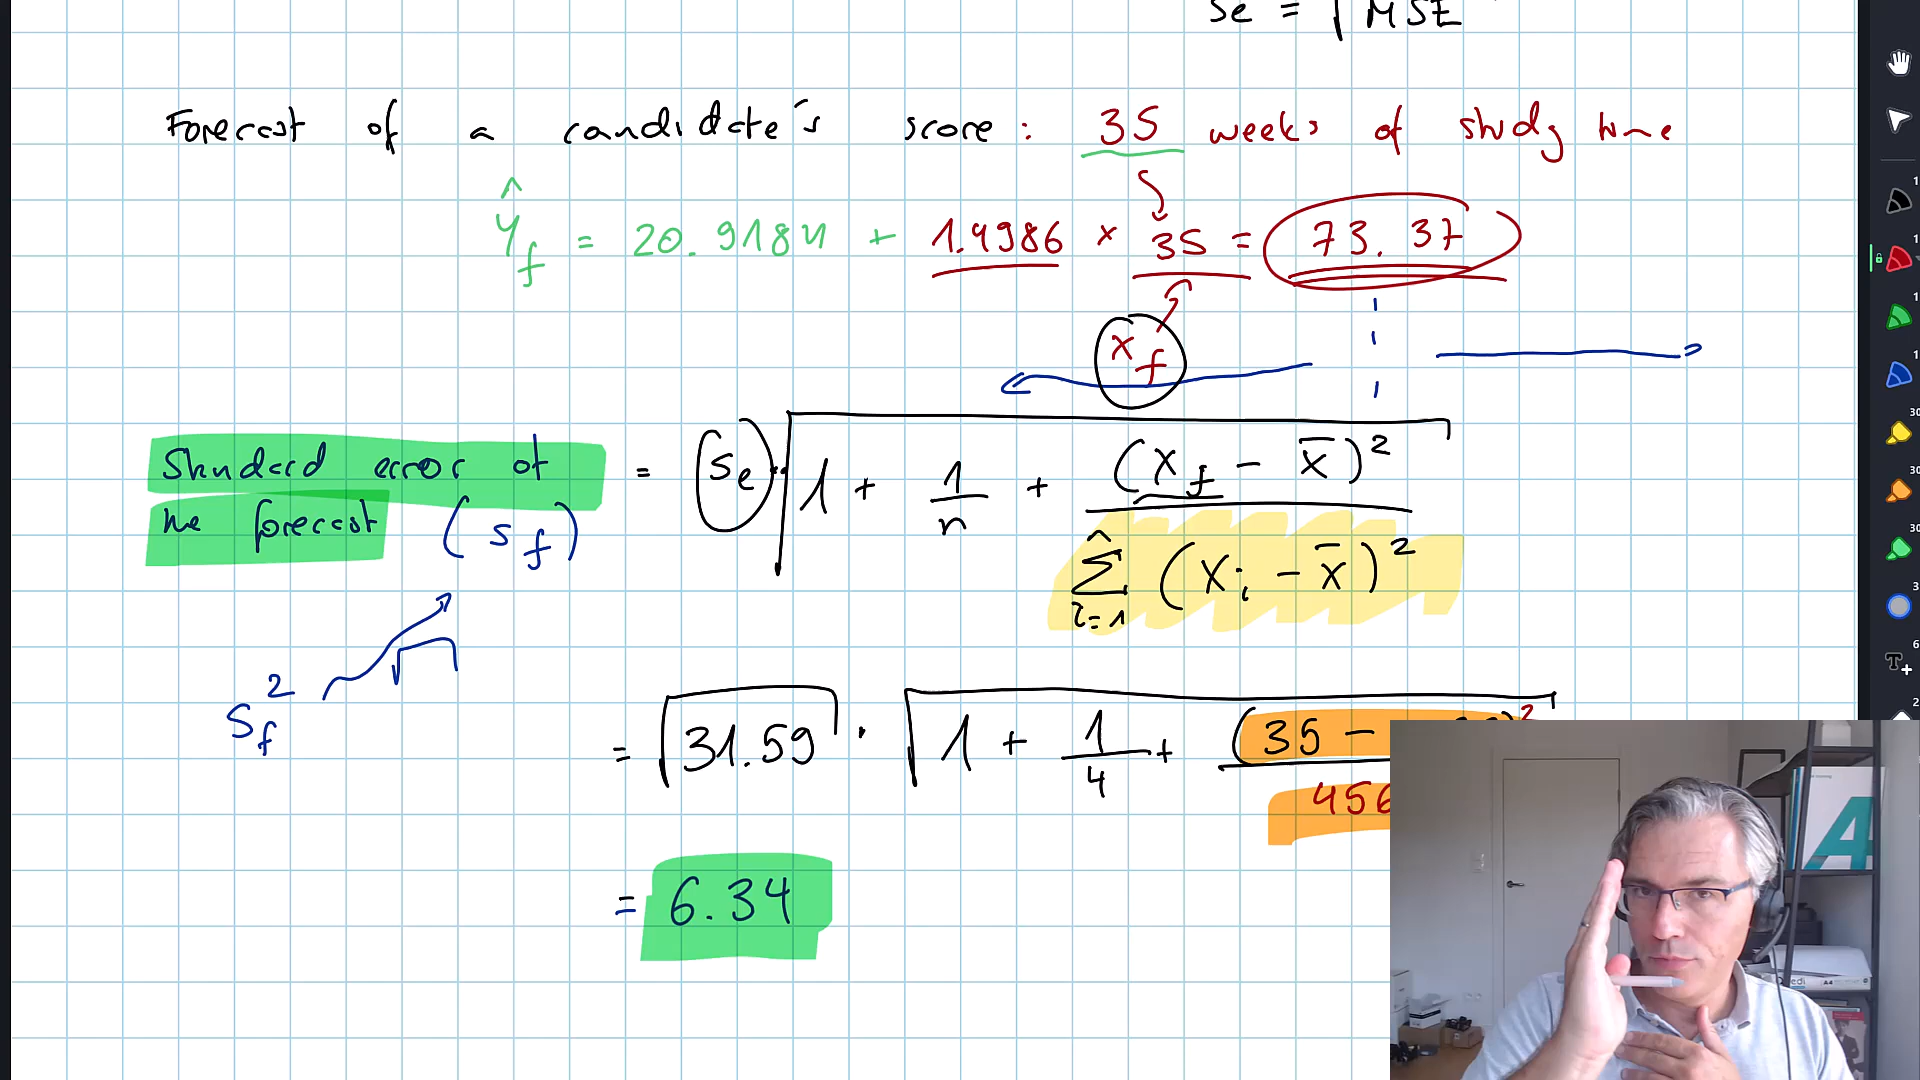 se = √MSE
Forecast of a candidate's score: 35 weeks of study time
ŷf = 20.9184 + 1.4986 × 35 = 73.37
xf
Standard error of = se · √1 + 1/n + (xf − x̄)²
the forecast (sf) Σ i=1 n (xi − x̄)²
sf² √
= √31.59 · √1 + 1/4 + (35 − )²
456
= 6.34